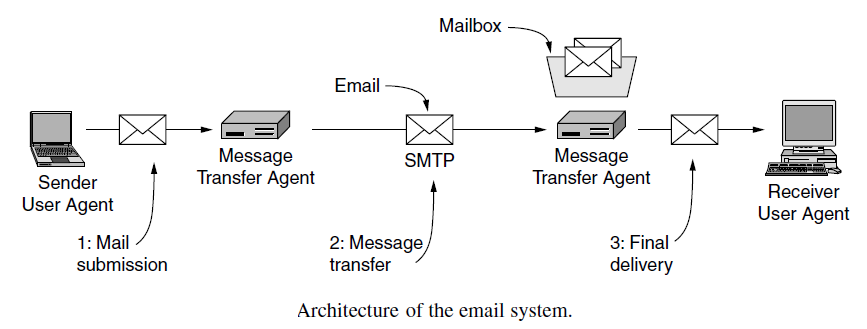 Mailbox
Email
SMTP
Message
Transfer Agent
Message
Transfer Agent
Sender
User Agent
Receiver
User Agent
1: Mail
submission
2: Message
transfer
3: Final
delivery
Architecture of the email system.